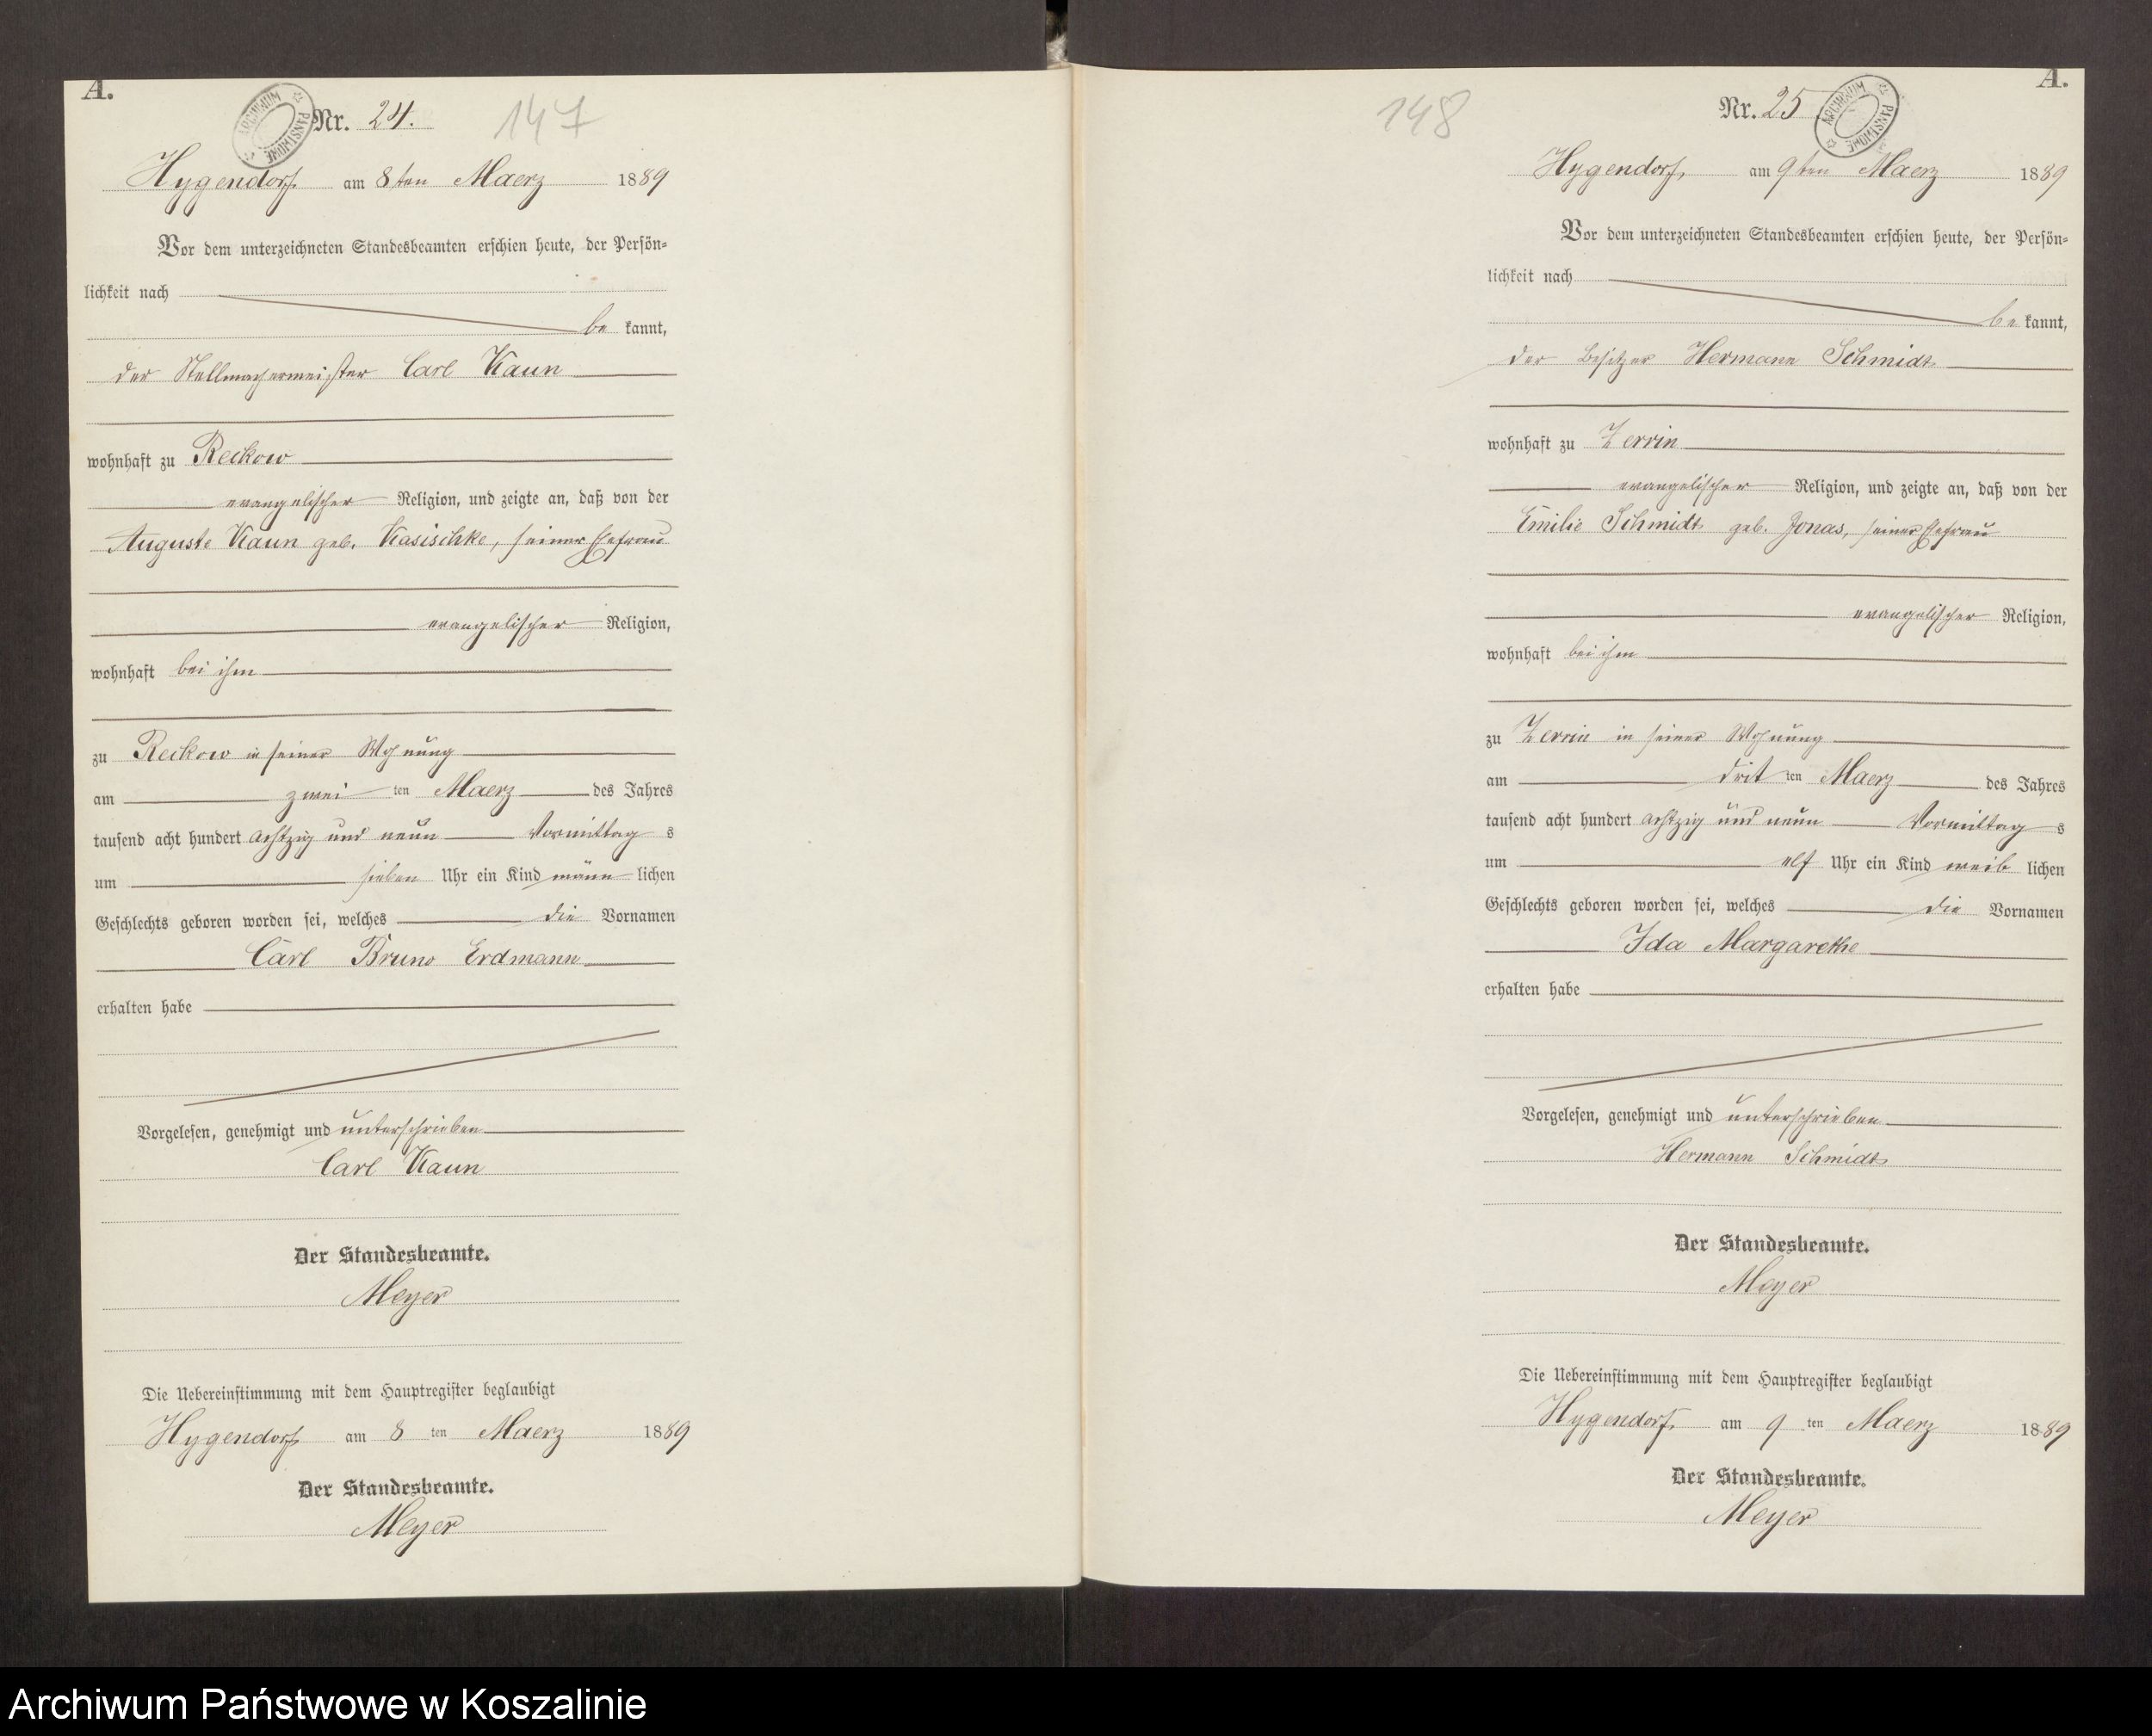 A.
ARCHIWUM PAŃSTWOWE
Nr. 24.
147
Hygendorf am 8ten Maerz 1889
Vor dem unterzeichneten Standesbeamten erschien heute, der Persön=
lichkeit nach
be kannt,
der Stellmachermeister Carl Kaun
wohnhaft zu Reckow
evangelischer Religion, und zeigte an, daß von der
Auguste Kaun geb. Kasischke, seiner Ehefrau
evangelischer Religion,
wohnhaft bei ihm
zu Reckow in seiner Wohnung
am zwei ten Maerz des Jahres
tausend acht hundert achtzig und neun Vormittag s
um sieben Uhr ein Kind männ lichen
Geschlechts geboren worden sei, welches die Vornamen
Carl Bruno Erdmann
erhalten habe
Vorgelesen, genehmigt und unterschrieben
Carl Kaun
Der Standesbeamte.
Meyer
Die Uebereinstimmung mit dem Hauptregister beglaubigt
Hygendorf am 8 ten Maerz 1889
Der Standesbeamte.
Meyer
A.
148
Nr. 25
ARCHIWUM PAŃSTWOWE
Hygendorf, am 9ten Maerz 1889
Vor dem unterzeichneten Standesbeamten erschien heute, der Persön=
lichkeit nach
be kannt,
der Besitzer Hermann Schmidt
wohnhaft zu Zerrin
evangelischer Religion, und zeigte an, daß von der
Emilie Schmidt geb. Jonas, seiner Ehefrau
evangelischer Religion,
wohnhaft bei ihm
zu Zerrin in seiner Wohnung
am drit ten Maerz des Jahres
tausend acht hundert achtzig und neun Vormittag s
um elf Uhr ein Kind weib lichen
Geschlechts geboren worden sei, welches die Vornamen
Ida Margarethe
erhalten habe
Vorgelesen, genehmigt und unterschrieben
Hermann Schmidt
Der Standesbeamte.
Meyer
Die Uebereinstimmung mit dem Hauptregister beglaubigt
Hygendorf, am 9 ten Maerz 1889
Der Standesbeamte.
Meyer
Archiwum Państwowe w Koszalinie